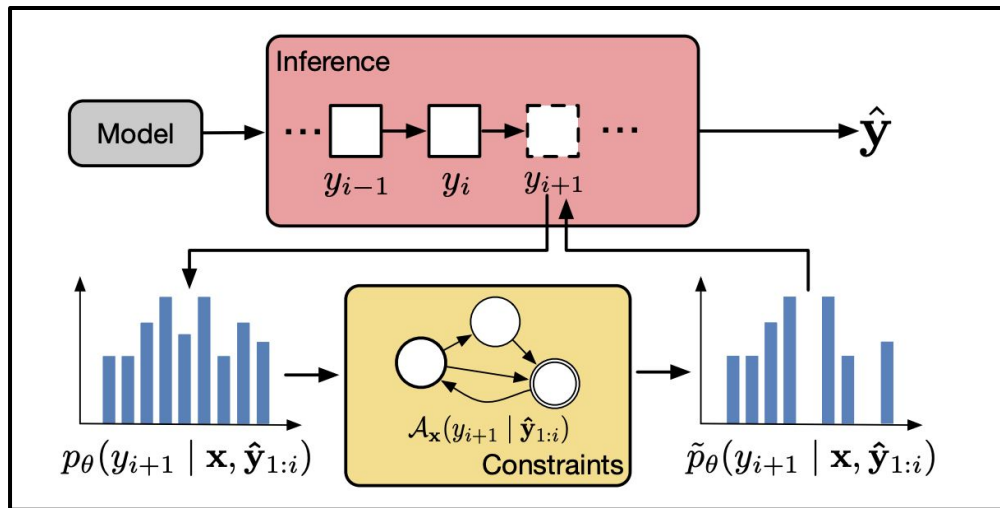 Inference
Model
... ...
y_{i-1} y_i y_{i+1}
ŷ
p_θ(y_{i+1} | x, ŷ_{1:i})
A_x(y_{i+1} | ŷ_{1:i})
Constraints
p̃_θ(y_{i+1} | x, ŷ_{1:i})